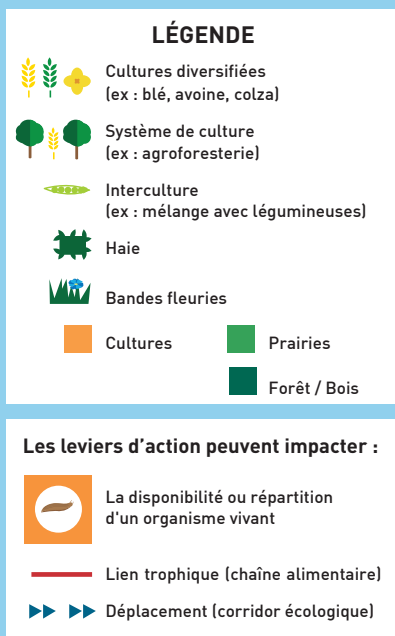 LÉGENDE
Cultures diversifiées
(ex : blé, avoine, colza)
Système de culture
(ex : agroforesterie)
Interculture
(ex : mélange avec légumineuses)
Haie
Bandes fleuries
Cultures
Prairies
Forêt / Bois
Les leviers d'action peuvent impacter :
La disponibilité ou répartition
d'un organisme vivant
Lien trophique (chaîne alimentaire)
Déplacement (corridor écologique)